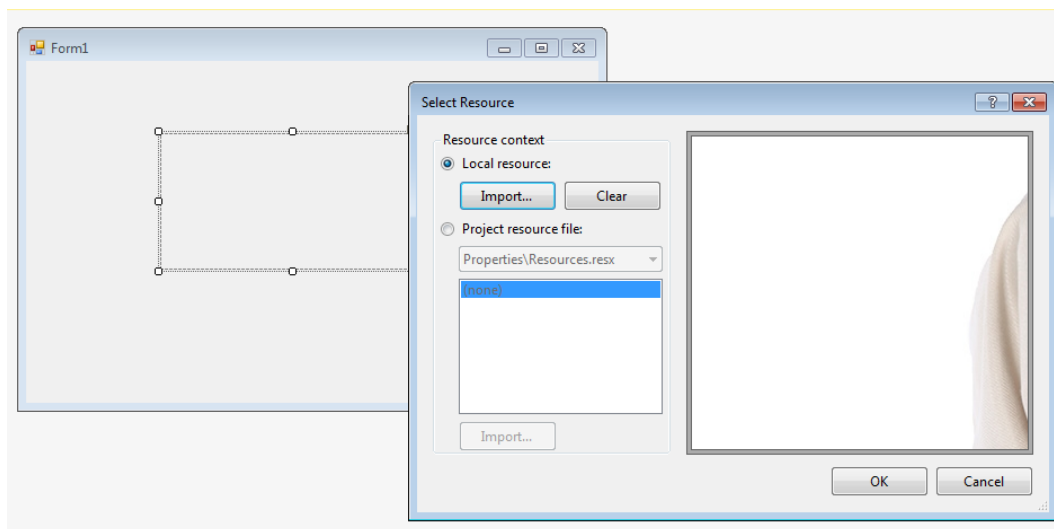 Form1
Select Resource
Resource context
Local resource:
Import...
Clear
Project resource file:
Properties\Resources.resx
(none)
Import...
OK
Cancel